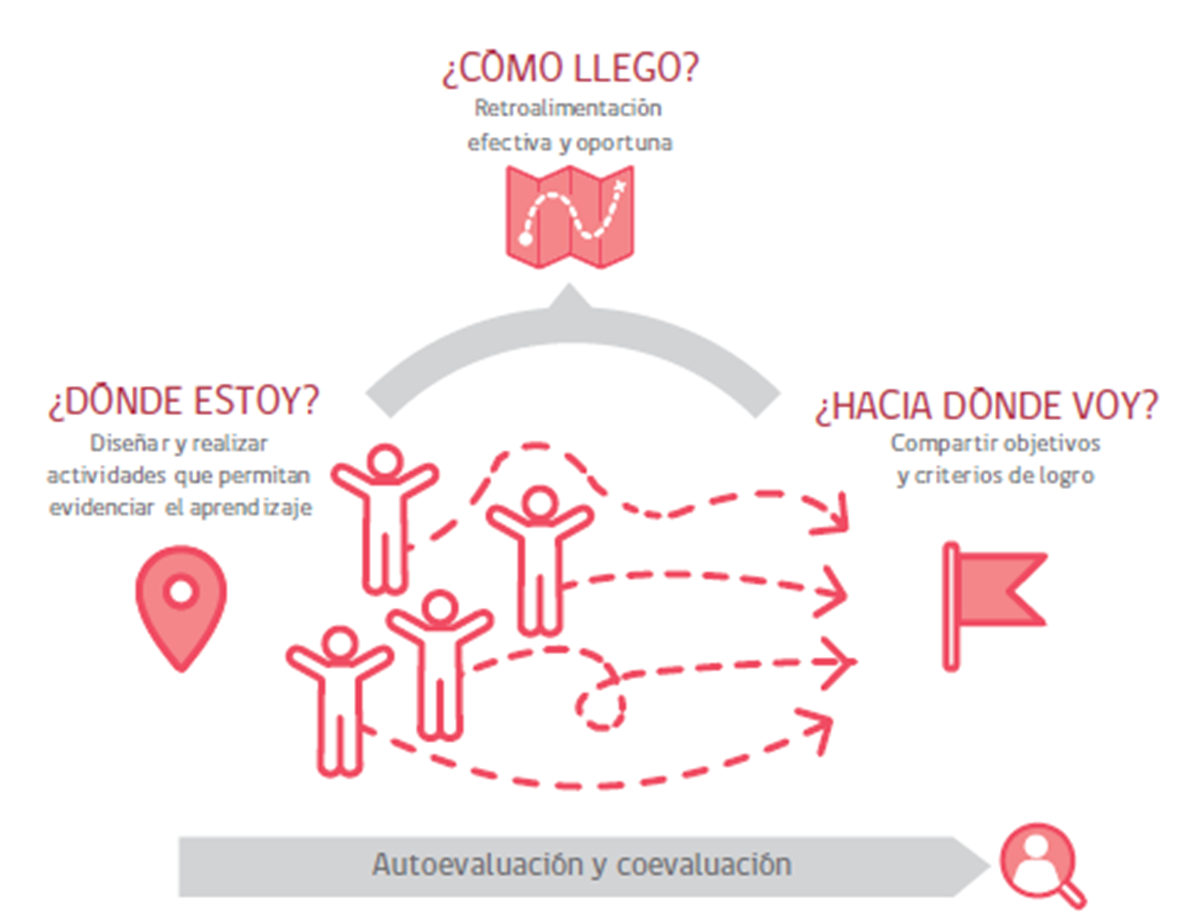 ¿CÓMO LLEGO?
Retroalimentación
efectiva y oportuna
¿DÓNDE ESTOY?
Diseñar y realizar
actividades que permitan
evidenciar el aprendizaje
¿HACIA DÓNDE VOY?
Compartir objetivos
y criterios de logro
Autoevaluación y coevaluación